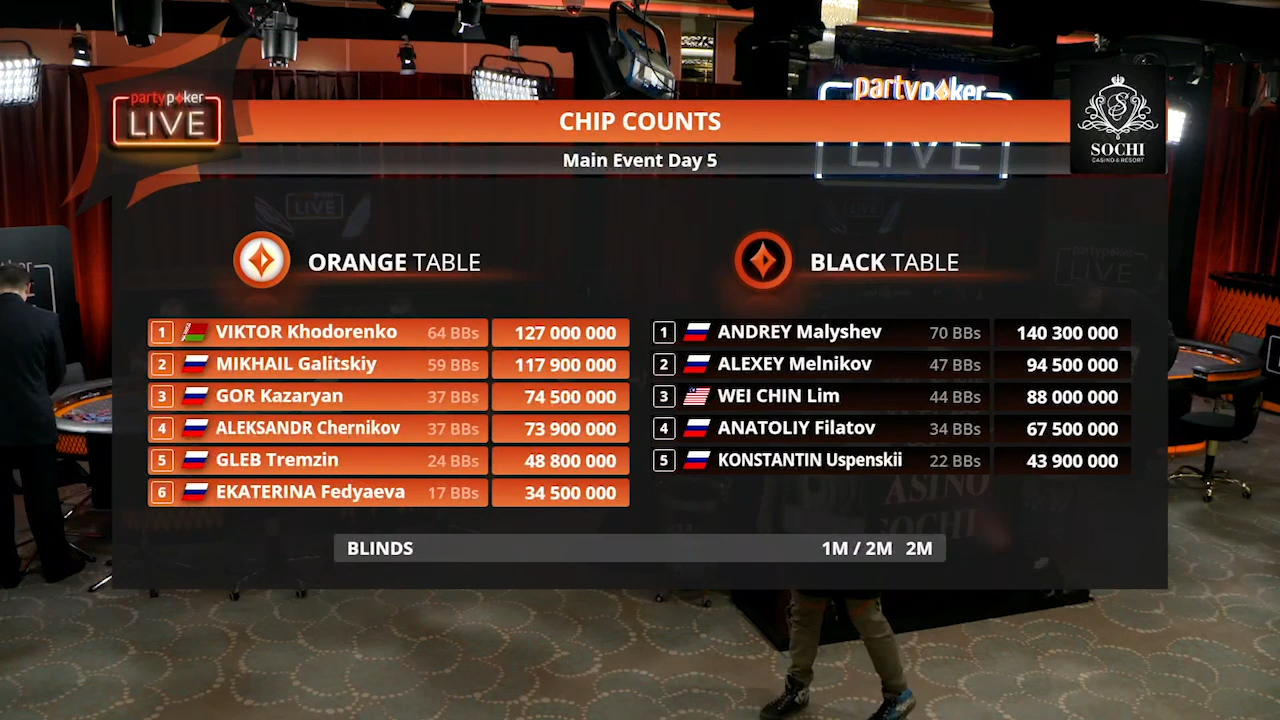 partypoker
LIVE
partypoker
LIVE
CHIP COUNTS
Main Event Day 5
S
SOCHI
CASINO & RESORT
LIVE
ORANGE TABLE
1 VIKTOR Khodorenko 64 BBs 127 000 000
2 MIKHAIL Galitskiy 59 BBs 117 900 000
3 GOR Kazaryan 37 BBs 74 500 000
4 ALEKSANDR Chernikov 37 BBs 73 900 000
5 GLEB Tremzin 24 BBs 48 800 000
6 EKATERINA Fedyaeva 17 BBs 34 500 000
BLACK TABLE
1 ANDREY Malyshev 70 BBs 140 300 000
2 ALEXEY Melnikov 47 BBs 94 500 000
3 WEI CHIN Lim 44 BBs 88 000 000
4 ANATOLIY Filatov 34 BBs 67 500 000
5 KONSTANTIN Uspenskii 22 BBs 43 900 000
BLINDS 1M / 2M 2M